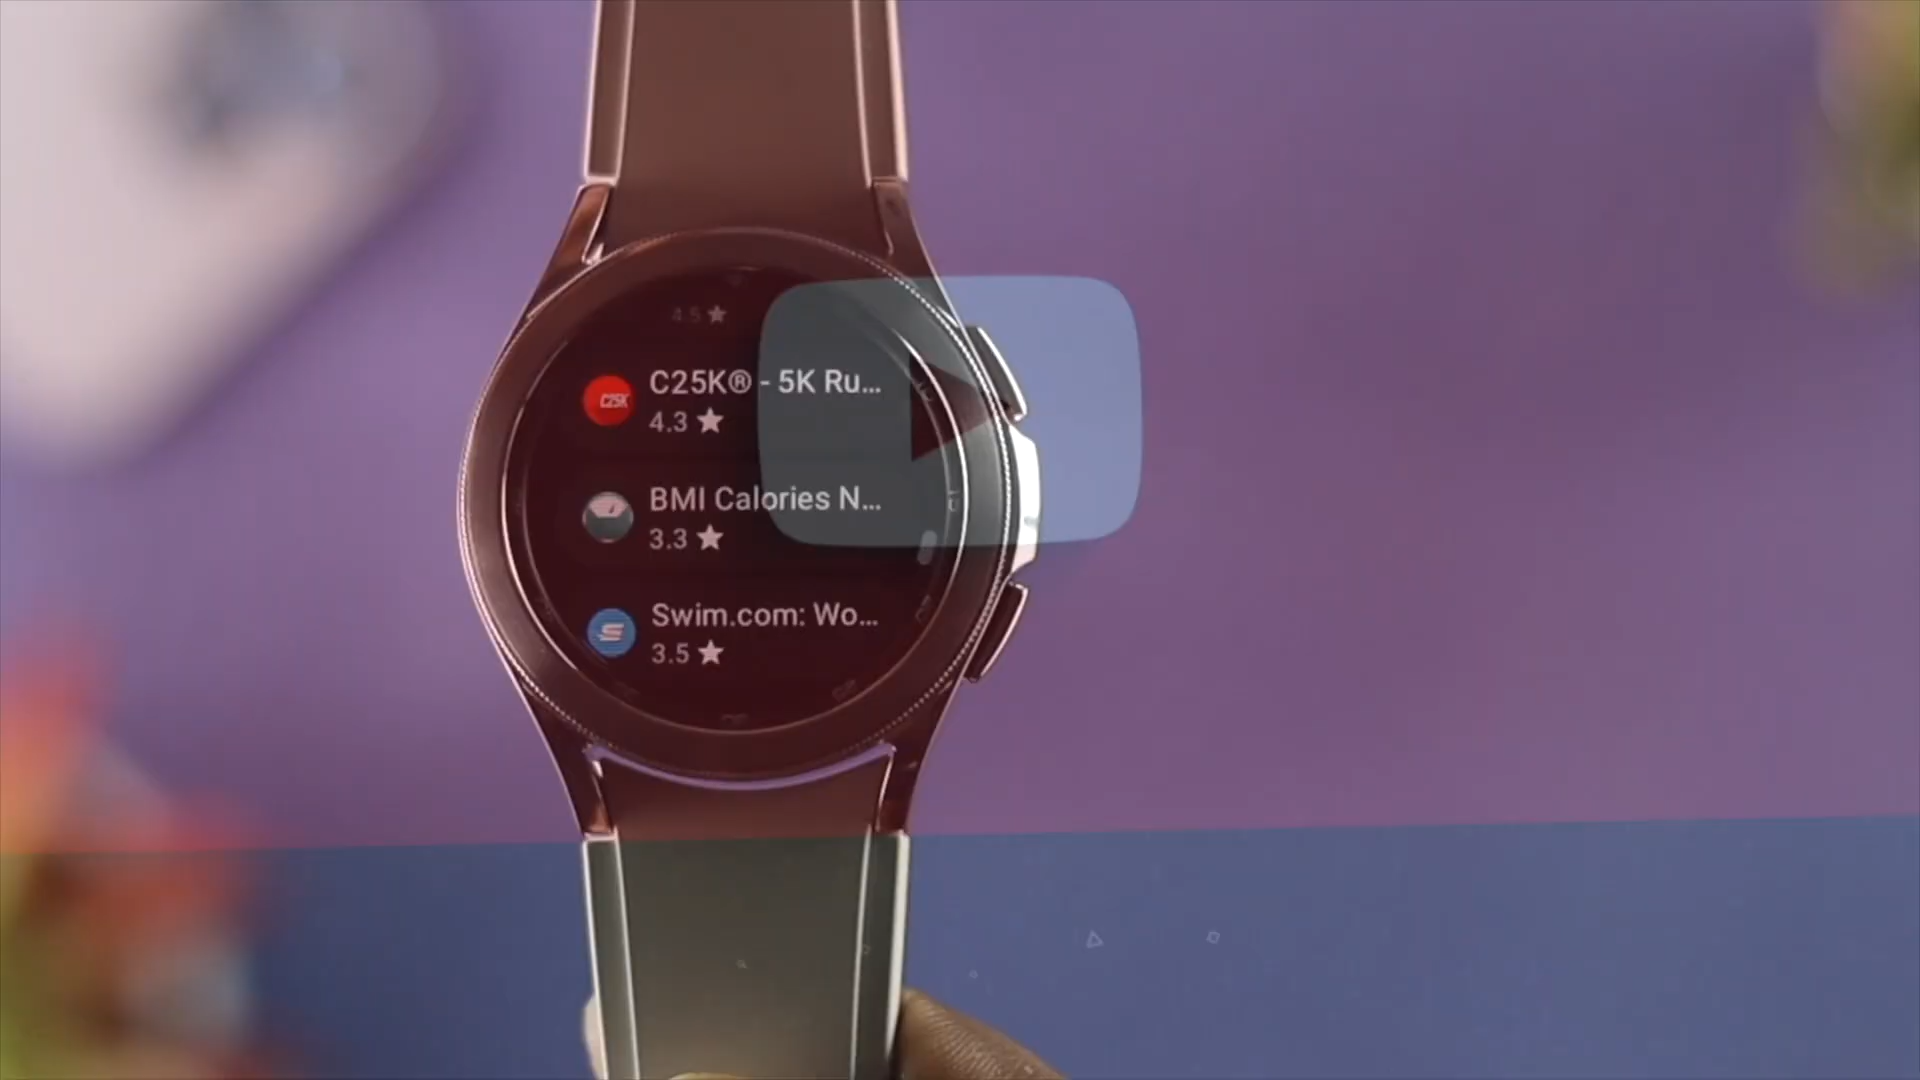 4.5 ★
C25K® - 5K Ru...
C25K
4.3 ★
BMI Calories N...
3.3 ★
Swim.com: Wo...
S
3.5 ★